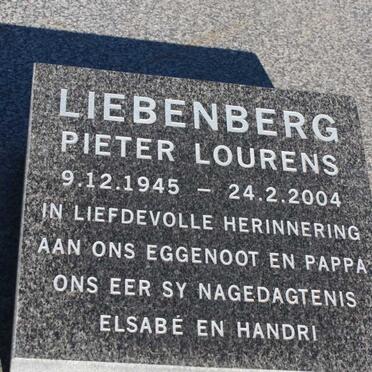 LIEBENBERG
PIETER LOURENS
9.12.1945 – 24.2.2004
IN LIEFDEVOLLE HERINNERING
AAN ONS EGGENOOT EN PAPPA
ONS EER SY NAGEDAGTENIS
ELSABÉ EN HANDRI